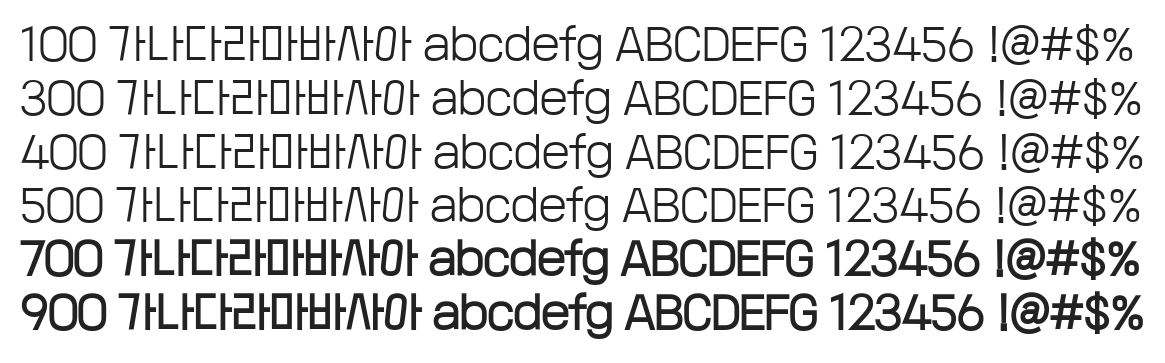 100 가나다라마바사아 abcdefg ABCDEFG 123456 !@#$%
300 가나다라마바사아 abcdefg ABCDEFG 123456 !@#$%
400 가나다라마바사아 abcdefg ABCDEFG 123456 !@#$%
500 가나다라마바사아 abcdefg ABCDEFG 123456 !@#$%
700 가나다라마바사아 abcdefg ABCDEFG 123456 !@#$%
900 가나다라마바사아 abcdefg ABCDEFG 123456 !@#$%